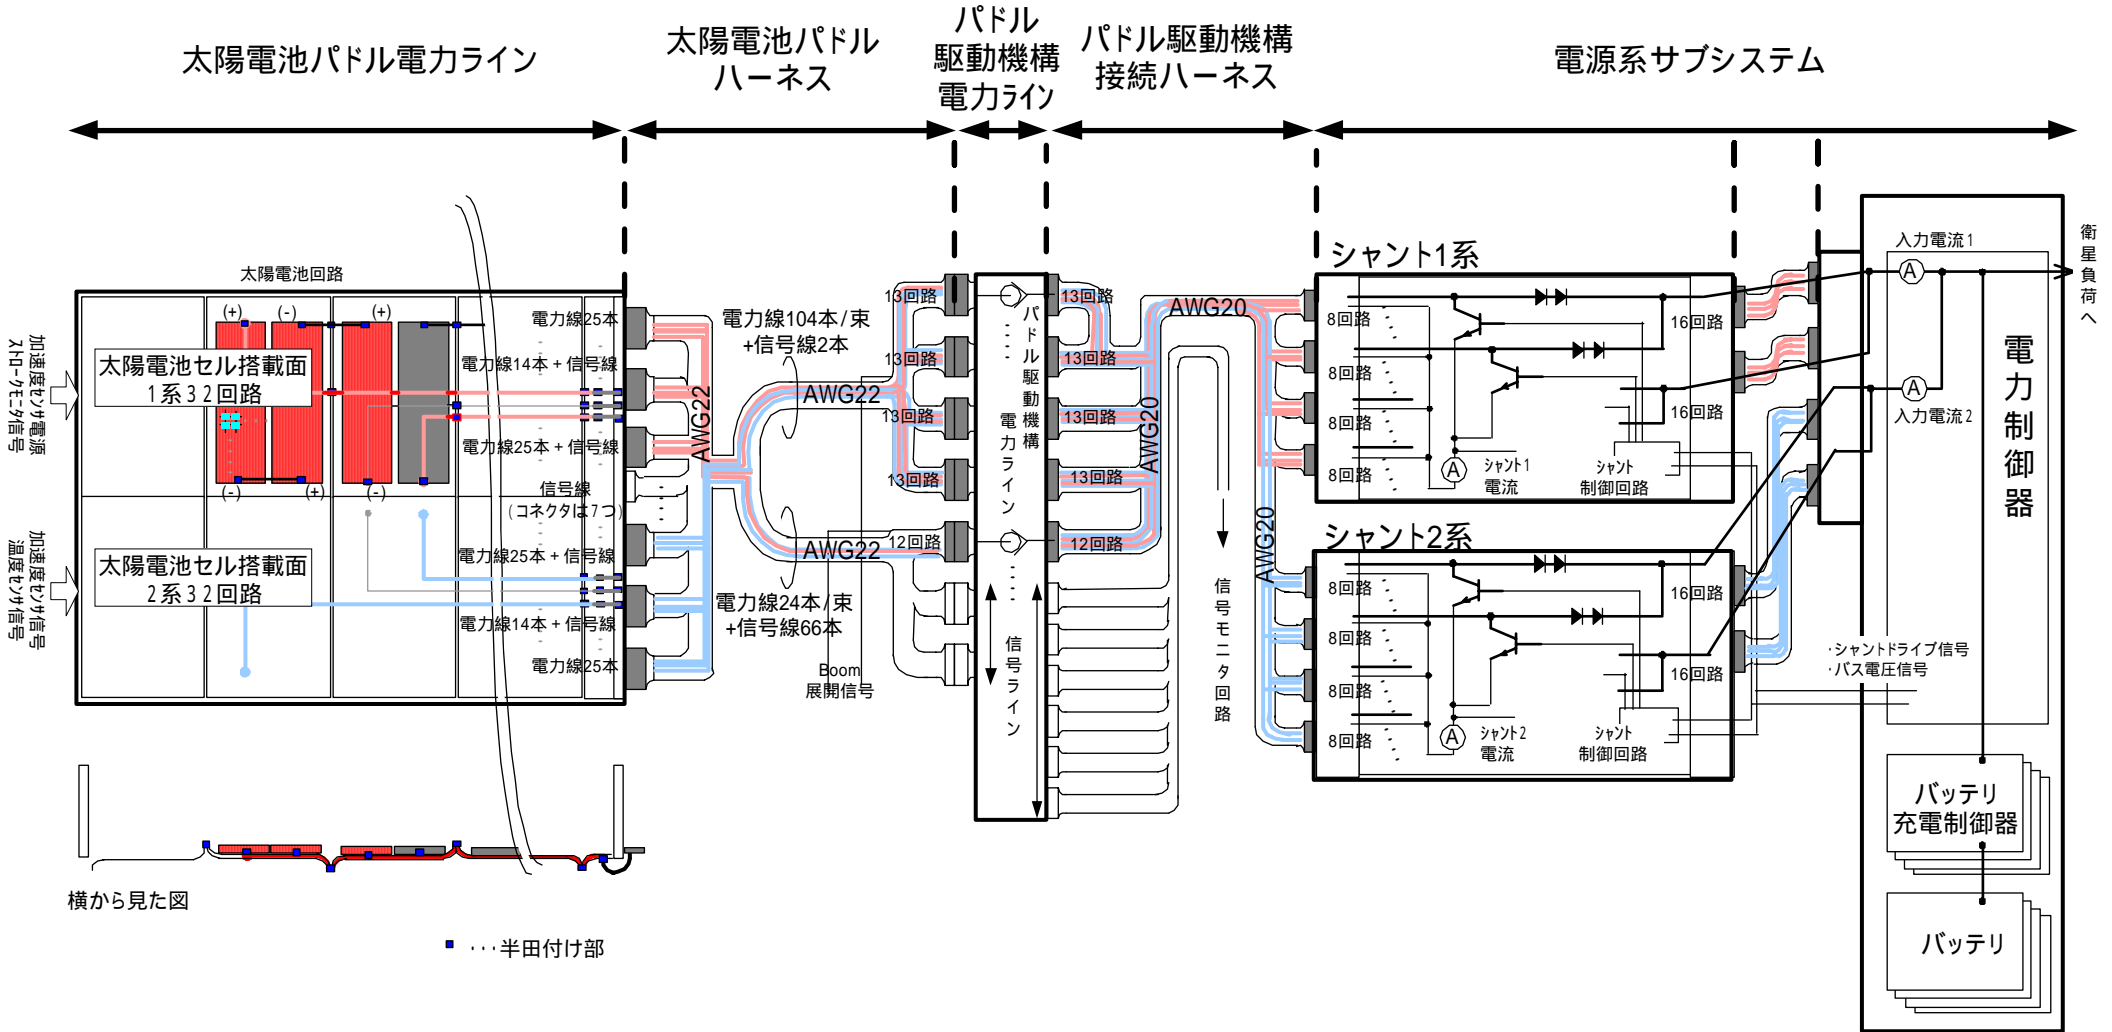 太陽電池パドル電力ライン
太陽電池パドル
ハーネス
パドル
駆動機構
電力ライン
パドル駆動機構
接続ハーネス
電源系サブシステム
太陽電池回路
(+)
(-)
(+)
(-)
(+)
(-)
太陽電池セル搭載面
1系32回路
太陽電池セル搭載面
2系32回路
加速度センサ電源
ストロークモータ信号
加速度センサ信号
温度センサ信号
電力線25本
電力線14本+信号線
電力線25本+信号線
信号線
(コネクタは7つ)
電力線25本+信号線
電力線14本+信号線
電力線25本
AWG22
電力線104本/束
+信号線2本
AWG22
AWG22
電力線24本/束
+信号線66本
Boom
展開信号
13回路
13回路
13回路
13回路
12回路
パドル駆動機構
電力ライン
信号ライン
13回路
13回路
13回路
13回路
12回路
AWG20
AWG20
AWG20
信号モニタ回路
シャント1系
8回路
8回路
8回路
8回路
16回路
16回路
A
シャント1
電流
シャント
制御回路
シャント2系
8回路
8回路
8回路
8回路
16回路
16回路
A
シャント2
電流
シャント
制御回路
入力電流1
A
A
入力電流2
衛星負荷へ
電力制御器
・シャントドライブ信号
・バス電圧信号
バッテリ
充電制御器
バッテリ
横から見た図
･･･半田付け部